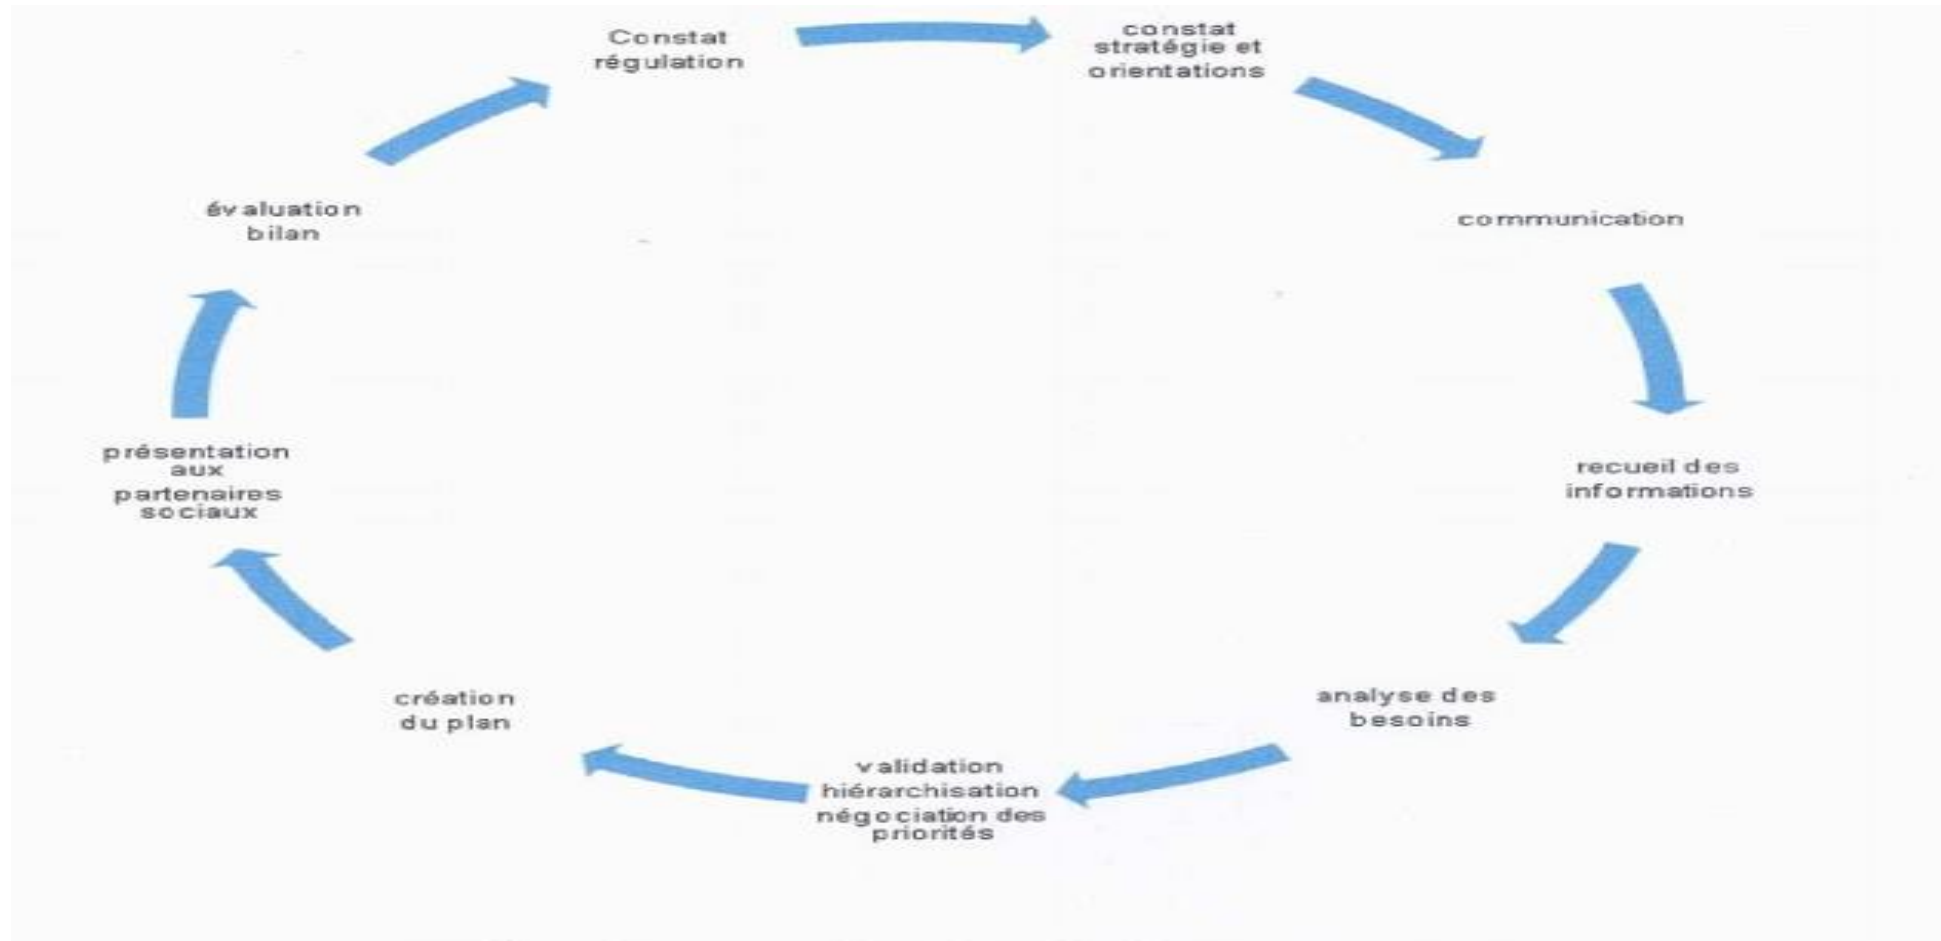 Constat
régulation
constat
stratégie et
orientations
communication
recueil des
informations
analyse des
besoins
validation
hiérarchisation
négociation des
priorités
création
du plan
présentation
aux
partenaires
sociaux
évaluation
bilan